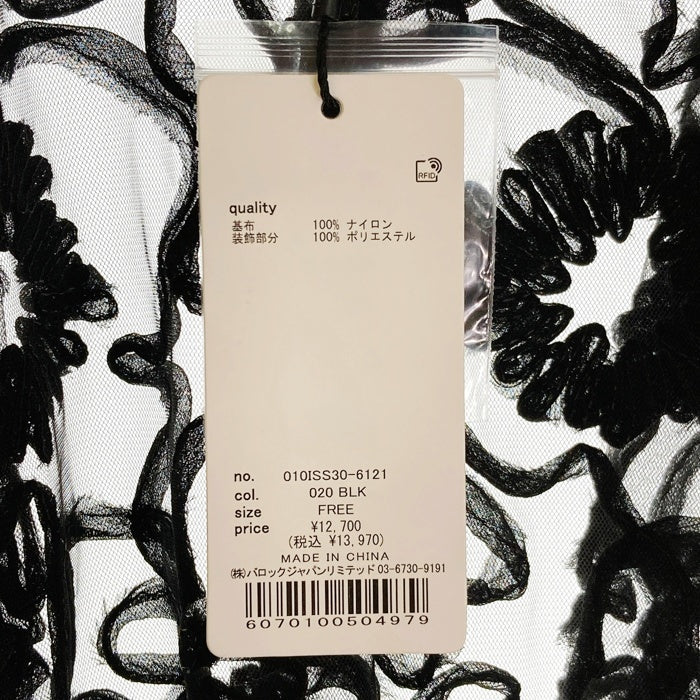 RFID
quality
基布 100% ナイロン
装飾部分 100% ポリエステル
no. 010ISS30-6121
col. 020 BLK
size FREE
price ¥12,700
(税込 ¥13,970)
MADE IN CHINA
㈱バロックジャパンリミテッド 03-6730-9191
6070100504979